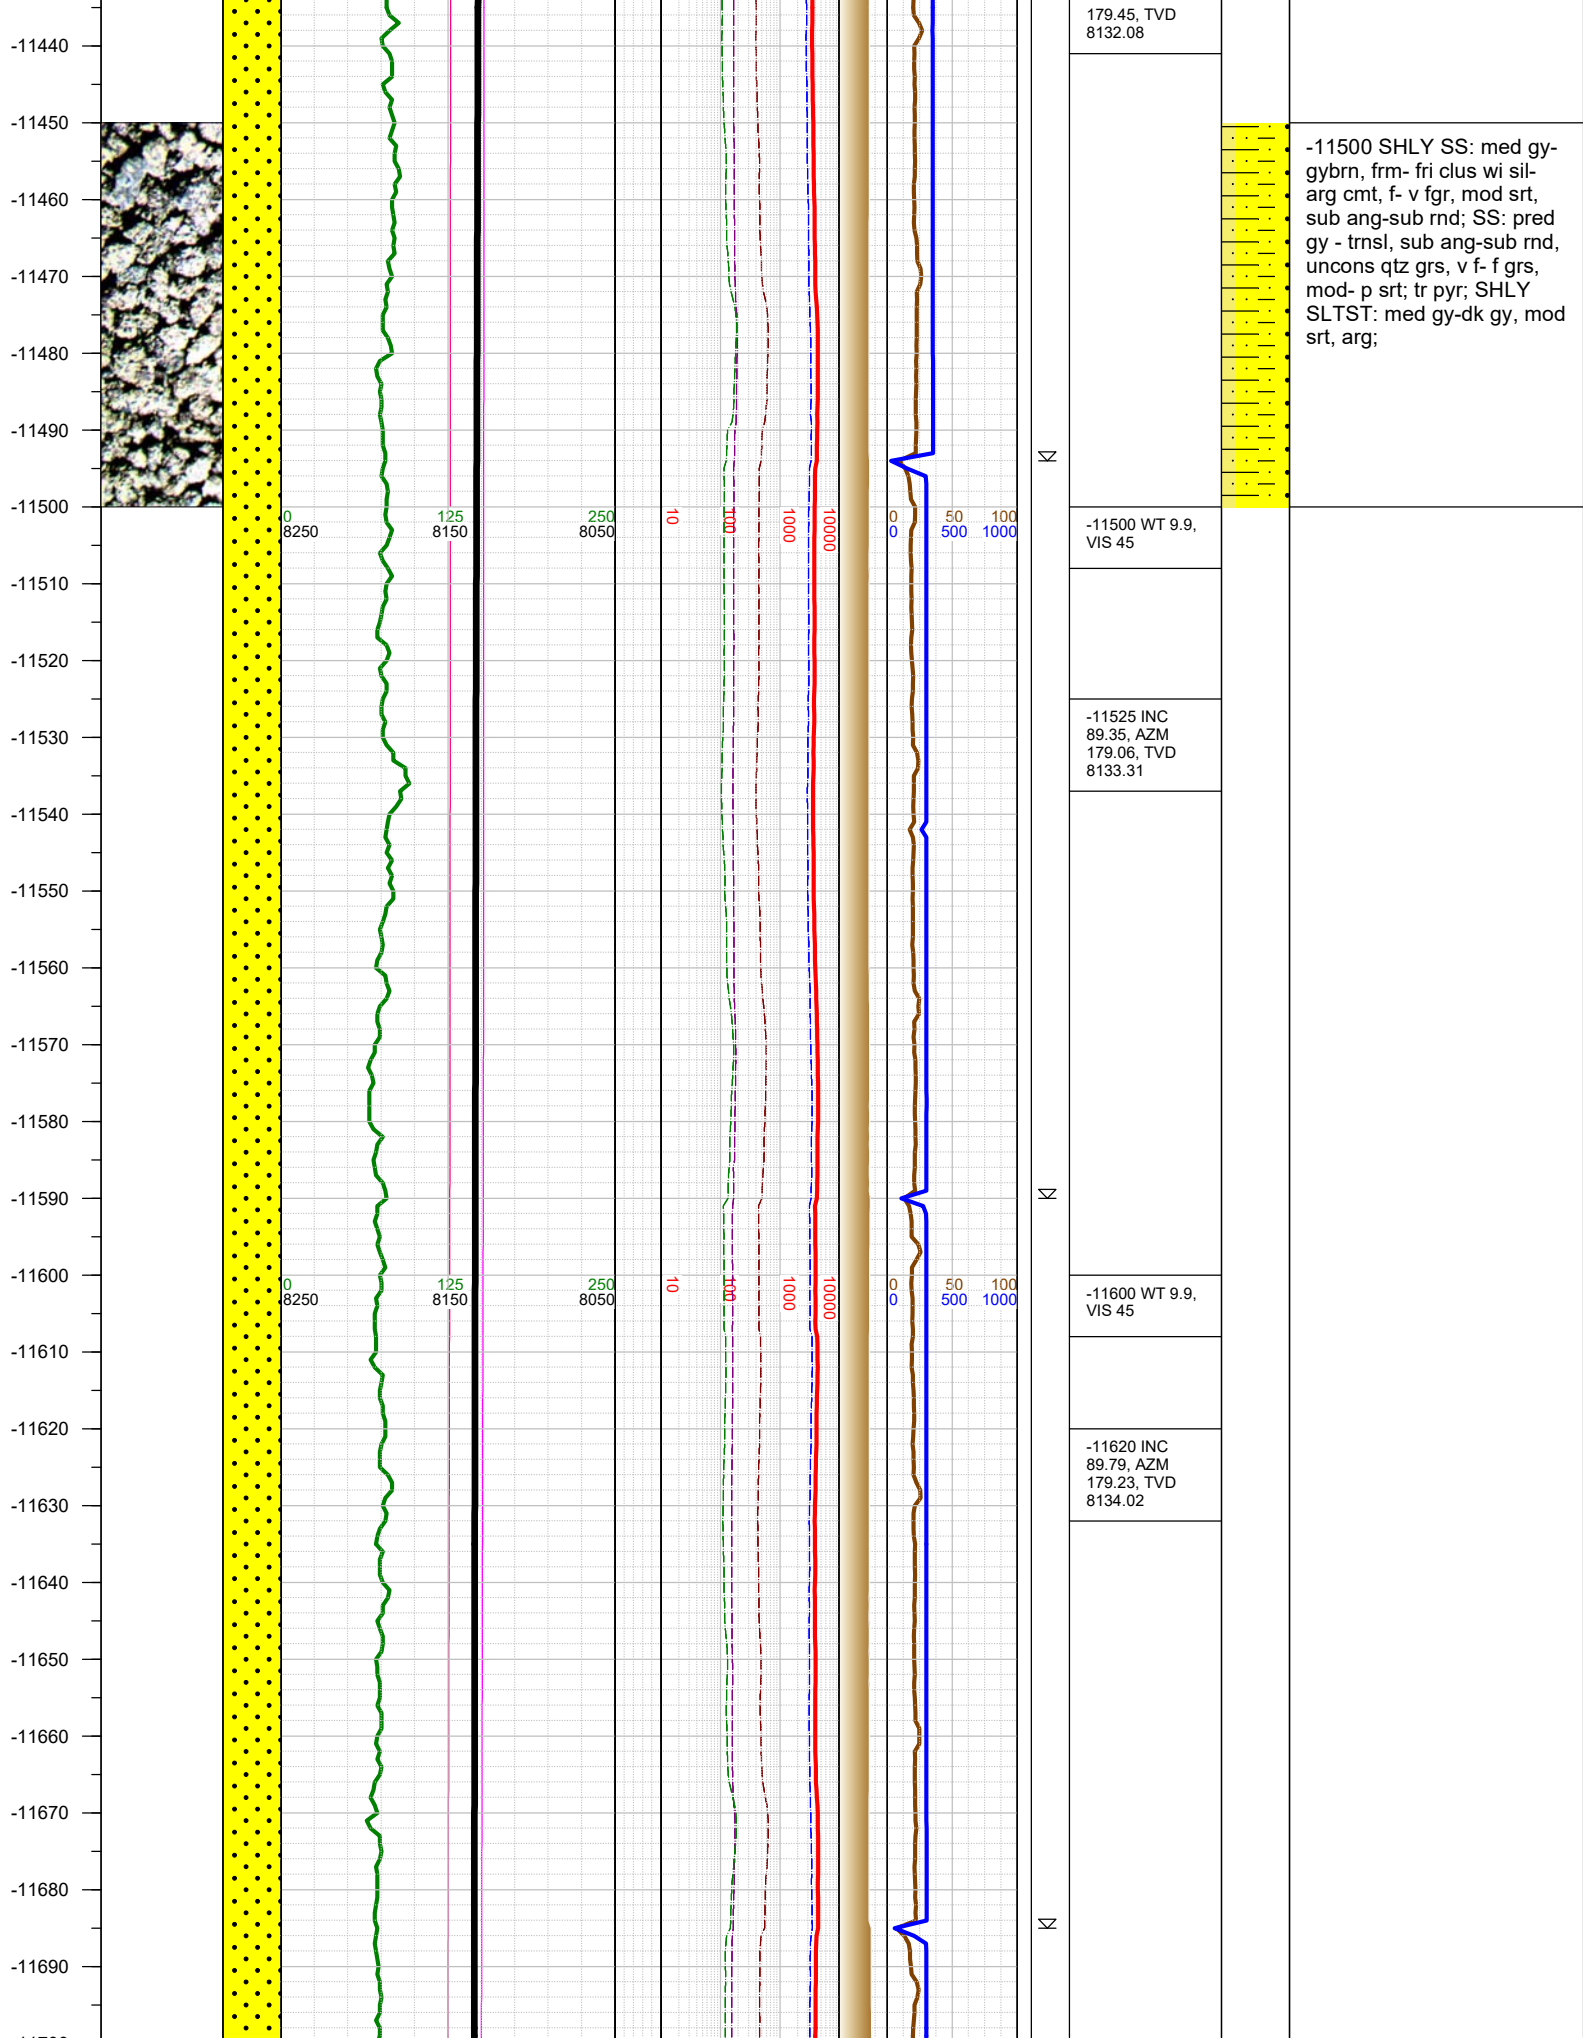 179.45, TVD
8132.08
-11440
-11450
-11500 SHLY SS: med gy-
gybrn, frm- fri clus wi sil-
arg cmt, f- v fgr, mod srt,
sub ang-sub rnd; SS: pred
gy - trnsl, sub ang-sub rnd,
uncons qtz grs, v f- f grs,
mod- p srt; tr pyr; SHLY
SLTST: med gy-dk gy, mod
srt, arg;
-11460
-11470
-11480
-11490
-11500
0 125 250 10 100 1000 10000 0 50 100
8250 8150 8050 0 500 1000
-11500 WT 9.9,
VIS 45
-11510
-11520
-11525 INC
89.35, AZM
179.06, TVD
8133.31
-11530
-11540
-11550
-11560
-11570
-11580
-11590
-11600
0 125 250 10 100 1000 10000 0 50 100
8250 8150 8050 0 500 1000
-11600 WT 9.9,
VIS 45
-11610
-11620
-11620 INC
89.79, AZM
179.23, TVD
8134.02
-11630
-11640
-11650
-11660
-11670
-11680
-11690